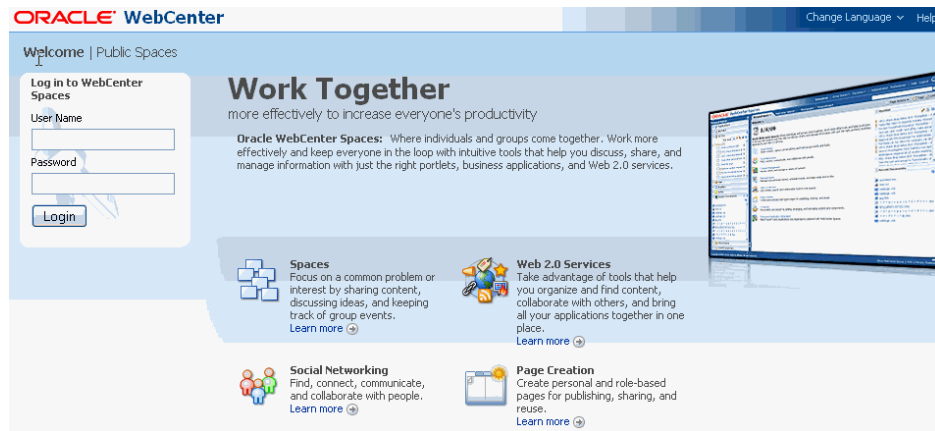 ORACLE WebCenter
Change Language
Help
Welcome | Public Spaces
Log in to WebCenter
Spaces
User Name
Password
Login
Work Together
more effectively to increase everyone's productivity
Oracle WebCenter Spaces: Where individuals and groups come together. Work more
effectively and keep everyone in the loop with intuitive tools that help you discuss, share, and
manage information with just the right portlets, business applications, and Web 2.0 services.
Spaces
Focus on a common problem or
interest by sharing content,
discussing ideas, and keeping
track of group events.
Learn more
Web 2.0 Services
Take advantage of tools that help
you organize and find content,
collaborate with others, and bring
all your applications together in one
place.
Learn more
Social Networking
Find, connect, communicate,
and collaborate with people.
Learn more
Page Creation
Create personal and role-based
pages for publishing, sharing, and
reuse.
Learn more